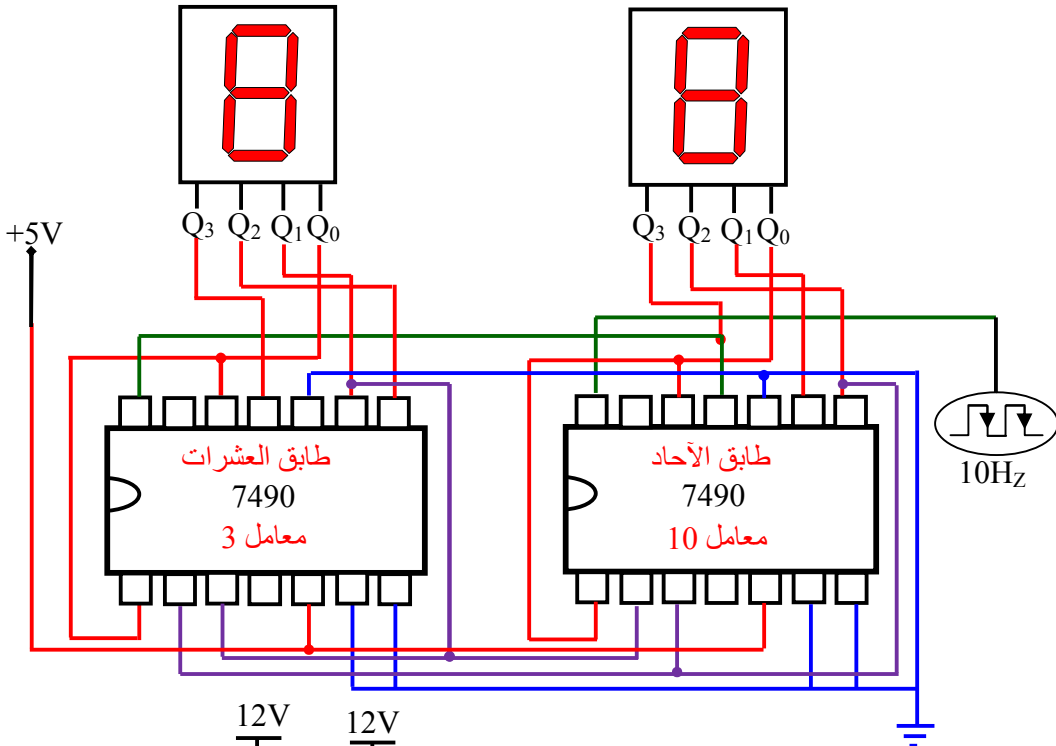 Q3 Q2 Q1 Q0
Q3 Q2 Q1 Q0
+5V
طابق العشرات
7490
معامل 3
طابق الآحاد
7490
معامل 10
10HZ
12V
12V